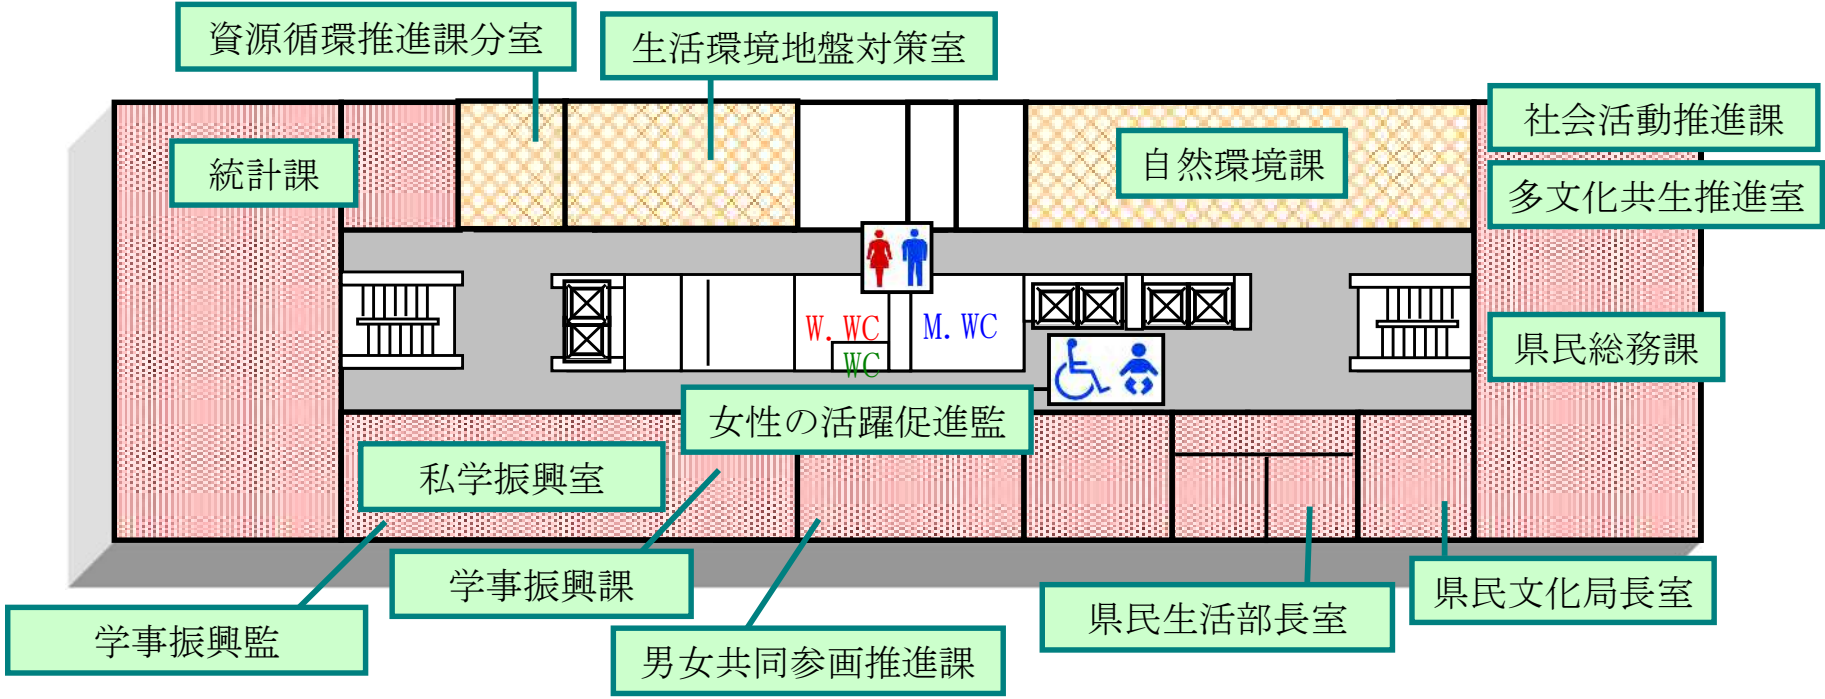 資源循環推進課分室
生活環境地盤対策室
社会活動推進課
統計課
自然環境課
多文化共生推進室
W.WC
M.WC
県民総務課
WC
女性の活躍促進監
私学振興室
学事振興課
県民文化局長室
県民生活部長室
学事振興監
男女共同参画推進課